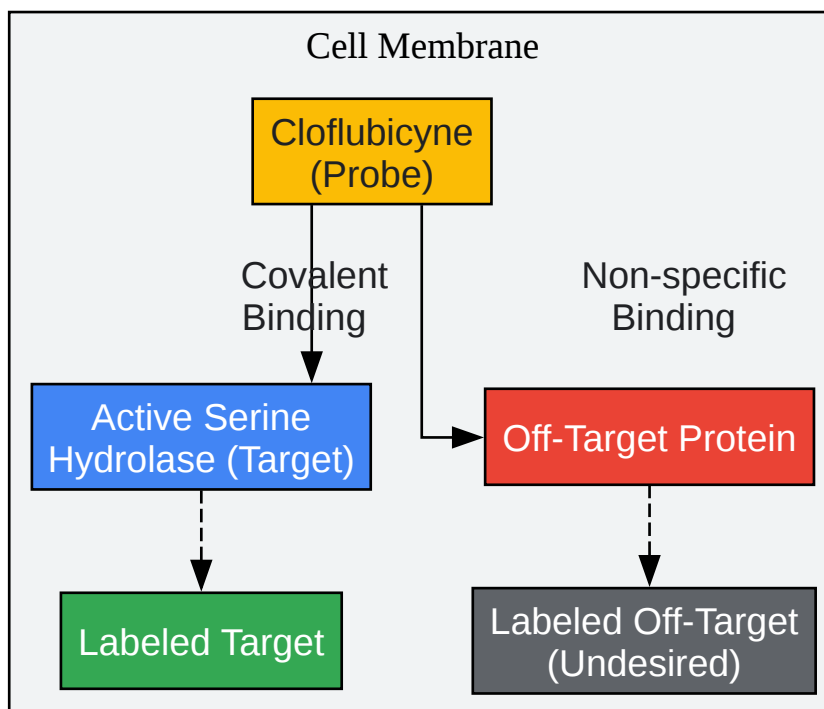 Cell Membrane
Cloflubicyne
(Probe)
Covalent
Binding
Non-specific
Binding
Active Serine
Hydrolase (Target)
Off-Target Protein
Labeled Target
Labeled Off-Target
(Undesired)